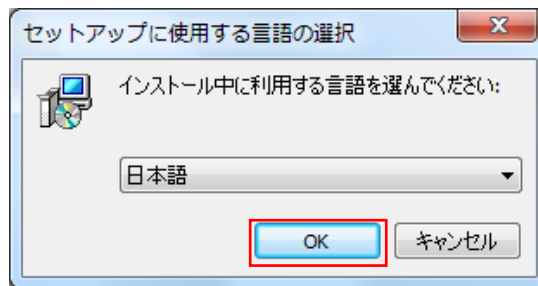 セットアップに使用する言語の選択
インストール中に利用する言語を選んでください:
日本語
OK キャンセル